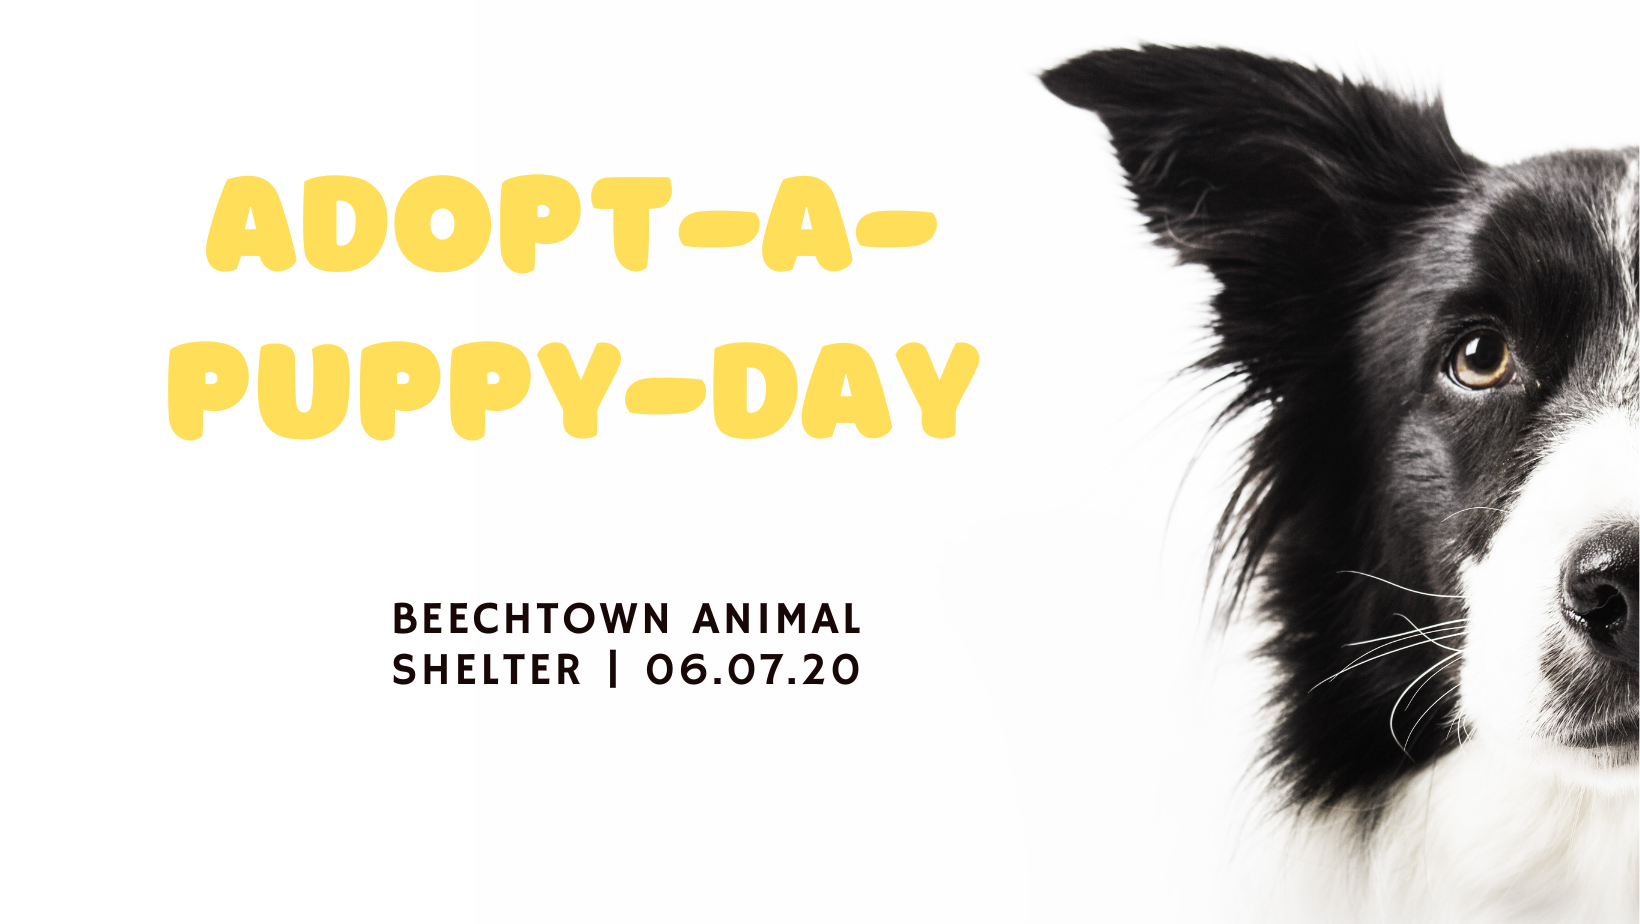 ADOPT-A-
PUPPY-DAY
BEECHTOWN ANIMAL
SHELTER | 06.07.20